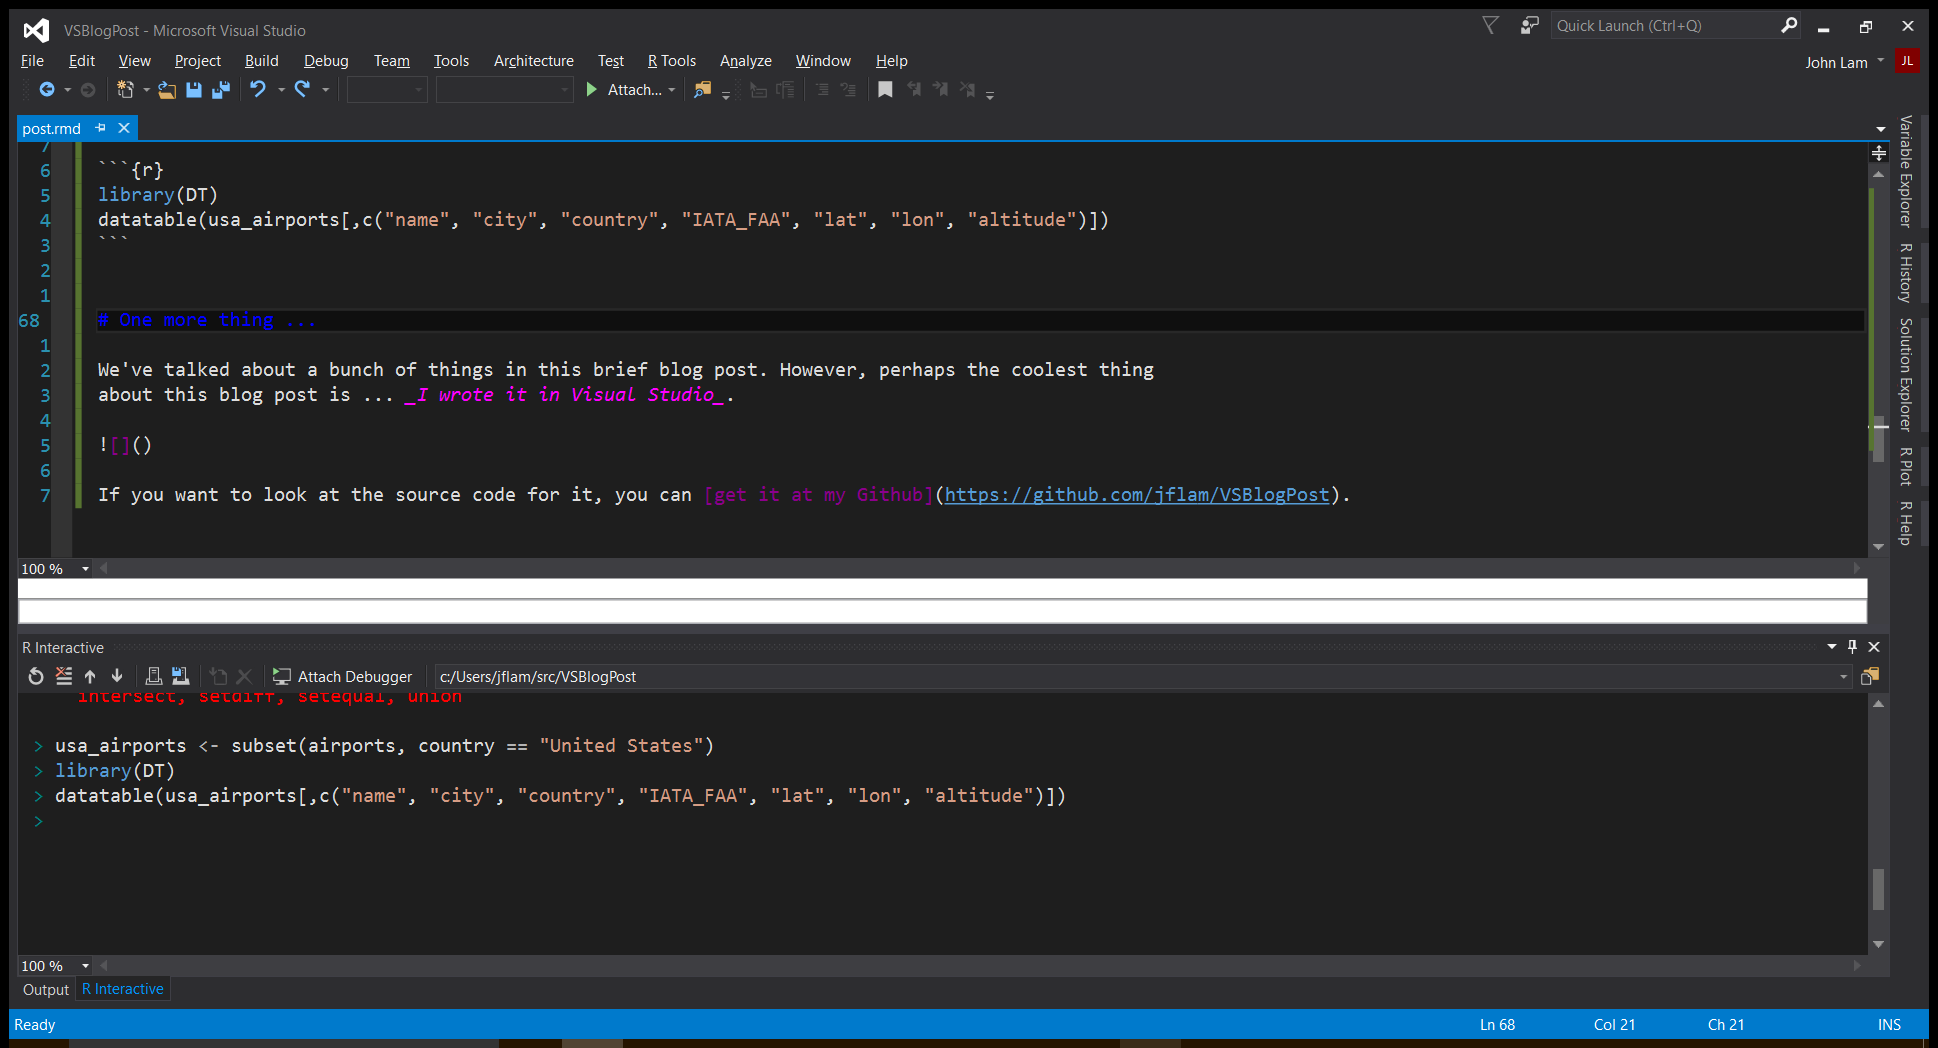 VSBlogPost - Microsoft Visual Studio
Quick Launch (Ctrl+Q)
File Edit View Project Build Debug Team Tools Architecture Test R Tools Analyze Window Help
John Lam JL
Attach...
post.rmd
7
6 ```{r}
5 library(DT)
4 datatable(usa_airports[,c("name", "city", "country", "IATA_FAA", "lat", "lon", "altitude")])
3 ```
2
1
68 # One more thing ...
1
2 We've talked about a bunch of things in this brief blog post. However, perhaps the coolest thing
3 about this blog post is ... _I wrote it in Visual Studio_.
4
5 ![]()
6
7 If you want to look at the source code for it, you can [get it at my Github](https://github.com/jflam/VSBlogPost).
100 %
Variable Explorer
R History
Solution Explorer
R Plot
R Help
R Interactive
Attach Debugger c:/Users/jflam/src/VSBlogPost
intersect, setdiff, setequal, union
> usa_airports <- subset(airports, country == "United States")
> library(DT)
> datatable(usa_airports[,c("name", "city", "country", "IATA_FAA", "lat", "lon", "altitude")])
>
100 %
Output R Interactive
Ready Ln 68 Col 21 Ch 21 INS